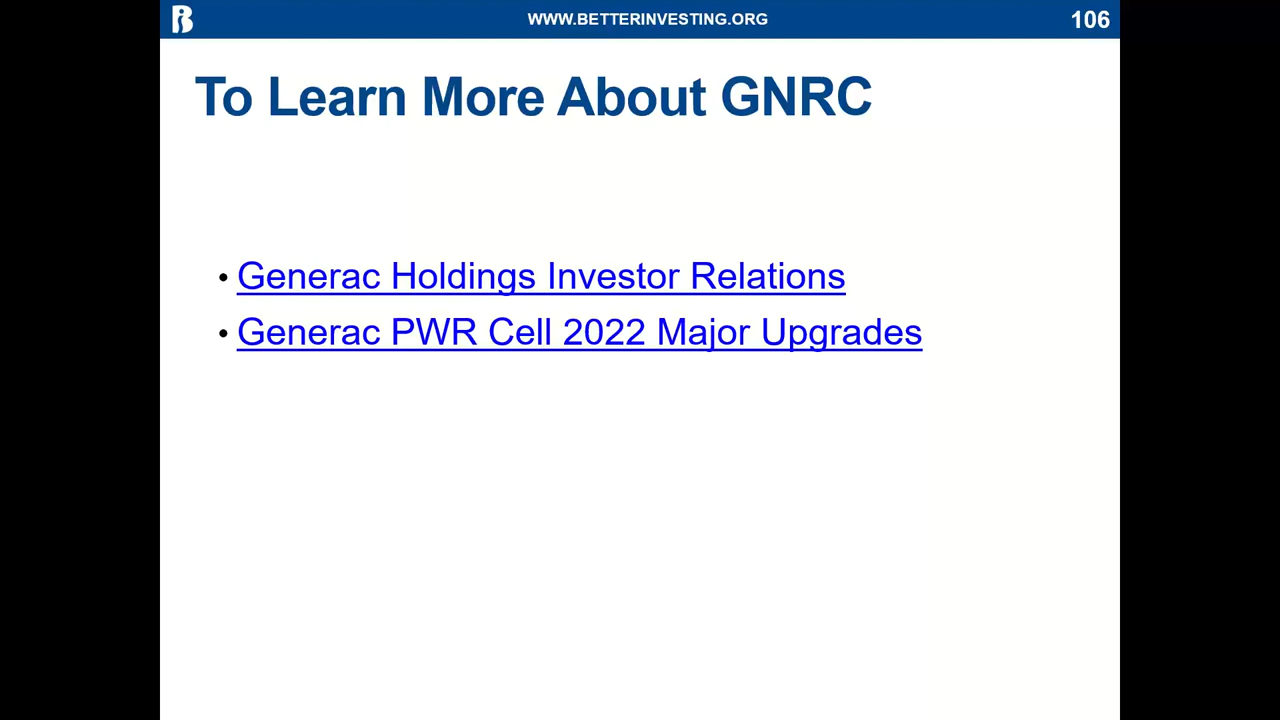 WWW.BETTERINVESTING.ORG
106
To Learn More About GNRC
• Generac Holdings Investor Relations
• Generac PWR Cell 2022 Major Upgrades